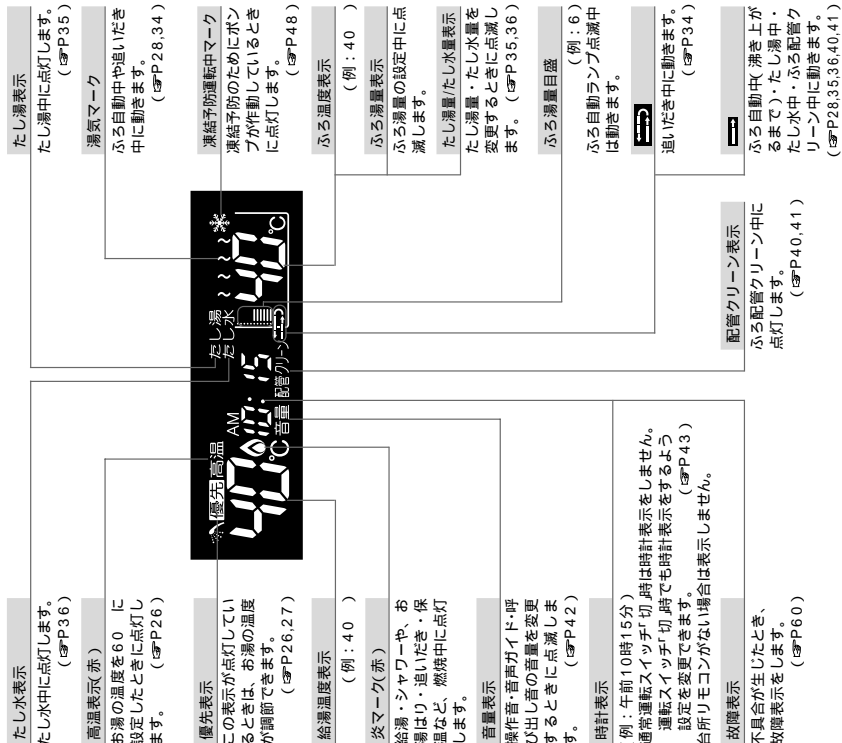 たし水表示
たし水中に点灯します。
(☞P36)
高温表示(赤)
お湯の温度を60　に
設定したときに点灯し
ます。　(☞P26)
優先表示
この表示が点灯してい
るときは、お湯の温度
が調節できます。
(☞P26,27)
給湯温度表示
(例:40　)
炎マーク(赤)
給湯・シャワーや、お
湯はり・追いだき・保
温など、燃焼中に点灯
します。
音量表示
操作音・音声ガイド・呼
び出し音の音量を変更
するときに点滅しま
す。　(☞P42)
時計表示
(例:午前10時15分)
通常運転スイッチ「切」時は時計表示をしません。
運転スイッチ「切」時でも時計表示をするよう
設定を変更できます。　(☞P43)
台所リモコンがない場合は表示しません。
故障表示
不具合が生じたとき、
故障表示をします。
(☞P60)
優先 高温
40℃
AM
10:15
音量 配管クリーン
たし湯
たし水
40℃
配管クリーン表示
ふろ配管クリーン中に
点灯します。
(☞P40,41)
たし湯表示
たし湯中に点灯します。
(☞P35)
湯気マーク
ふろ自動中や追いだき
中に動きます。
(☞P28,34)
凍結予防運転中マーク
凍結予防のためにポン
プが作動しているとき
に点灯します。
(☞P48)
ふろ温度表示
(例:40　)
ふろ湯量表示
ふろ湯量の設定中に点
滅します。
たし湯量/たし水量表示
たし湯量・たし水量を
変更するときに点滅し
ます。(☞P35,36)
ふろ湯量目盛
(例:6)
ふろ自動ランプ点滅中
は動きます。
追いだき中に動きます。
(☞P34)
ふろ自動中(沸き上が
るまで)・たし湯中・
たし水中・ふろ配管ク
リーン中に動きます。
(☞P28,35,36,40,41)